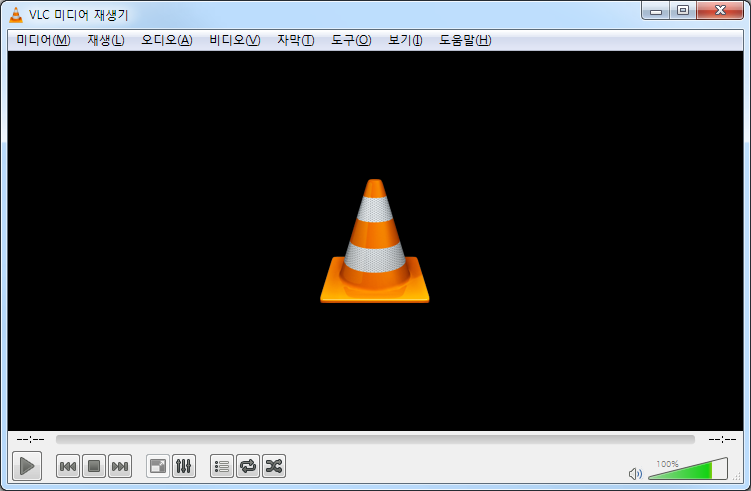 VLC 미디어 재생기
미디어(M) 재생(L) 오디오(A) 비디오(V) 자막(T) 도구(O) 보기(I) 도움말(H)
--:-- --:--
100%